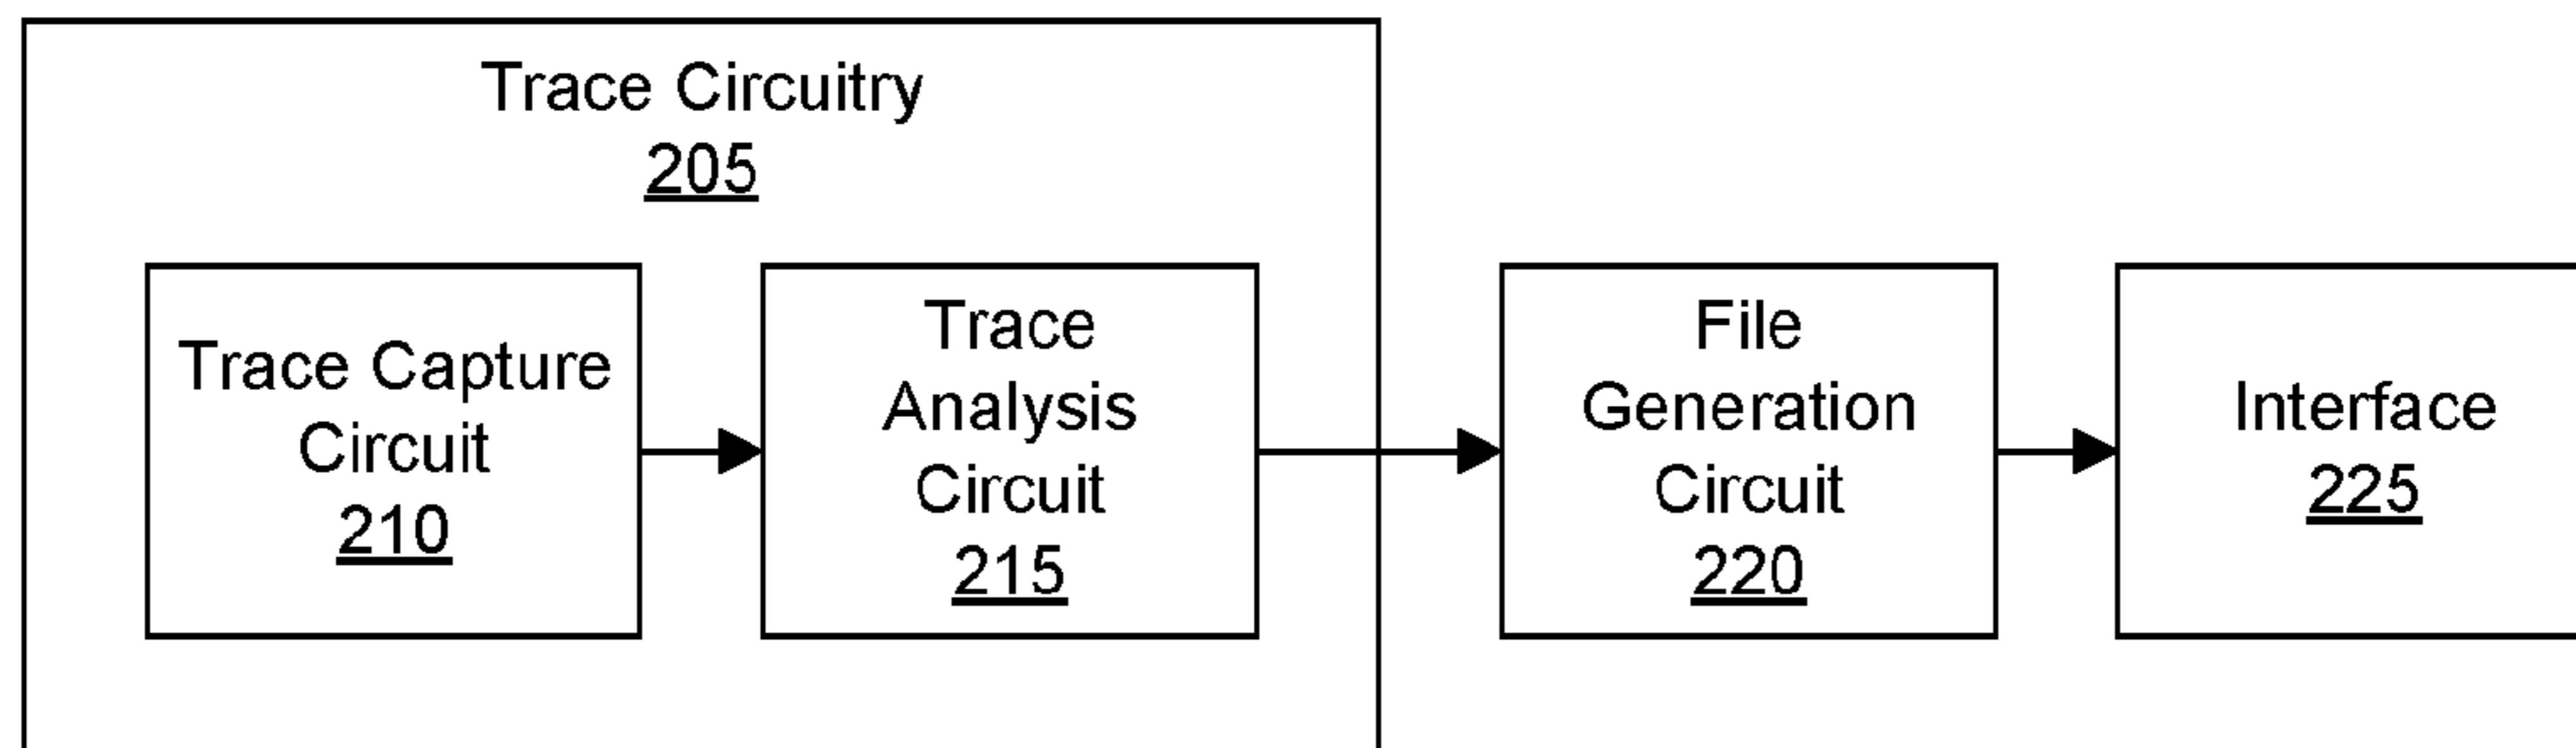 Trace Circuitry
205
Trace Capture
Circuit
210
Trace
Analysis
Circuit
215
File
Generation
Circuit
220
Interface
225